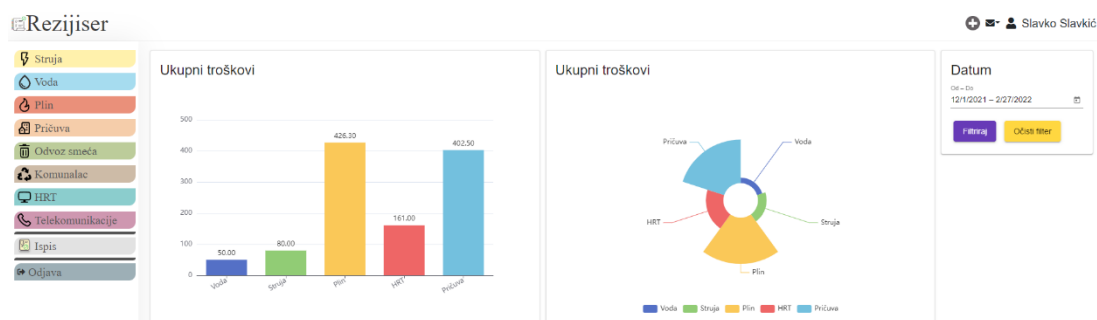 Rezijiser
Slavko Slavkić
Struja
Voda
Plin
Pričuva
Odvoz smeća
Komunalac
HRT
Telekomunikacije
Ispis
Odjava
Ukupni troškovi
500
400
300
200
100
0
50.00
80.00
426.30
161.00
402.50
Voda
Struja
Plin
HRT
Pričuva
Ukupni troškovi
Pričuva
Voda
HRT
Struja
Plin
Voda Struja Plin HRT Pričuva
Datum
Od – Do
12/1/2021 – 2/27/2022
Filtriraj Očisti filter